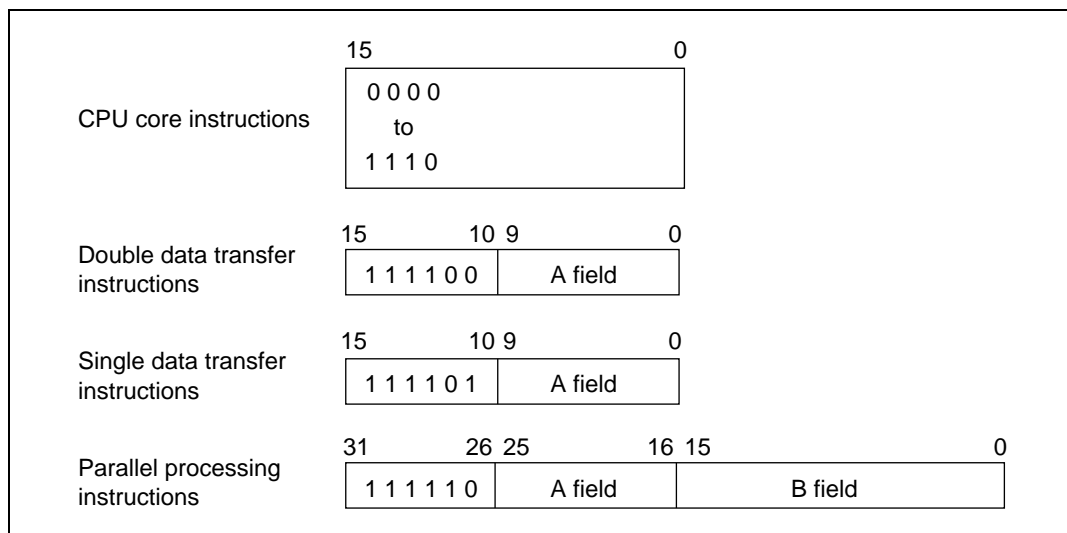 15 0
CPU core instructions
0 0 0 0
to
1 1 1 0
15 10 9 0
Double data transfer
instructions
1 1 1 1 0 0 A field
15 10 9 0
Single data transfer
instructions
1 1 1 1 0 1 A field
31 26 25 16 15 0
Parallel processing
instructions
1 1 1 1 1 0 A field B field